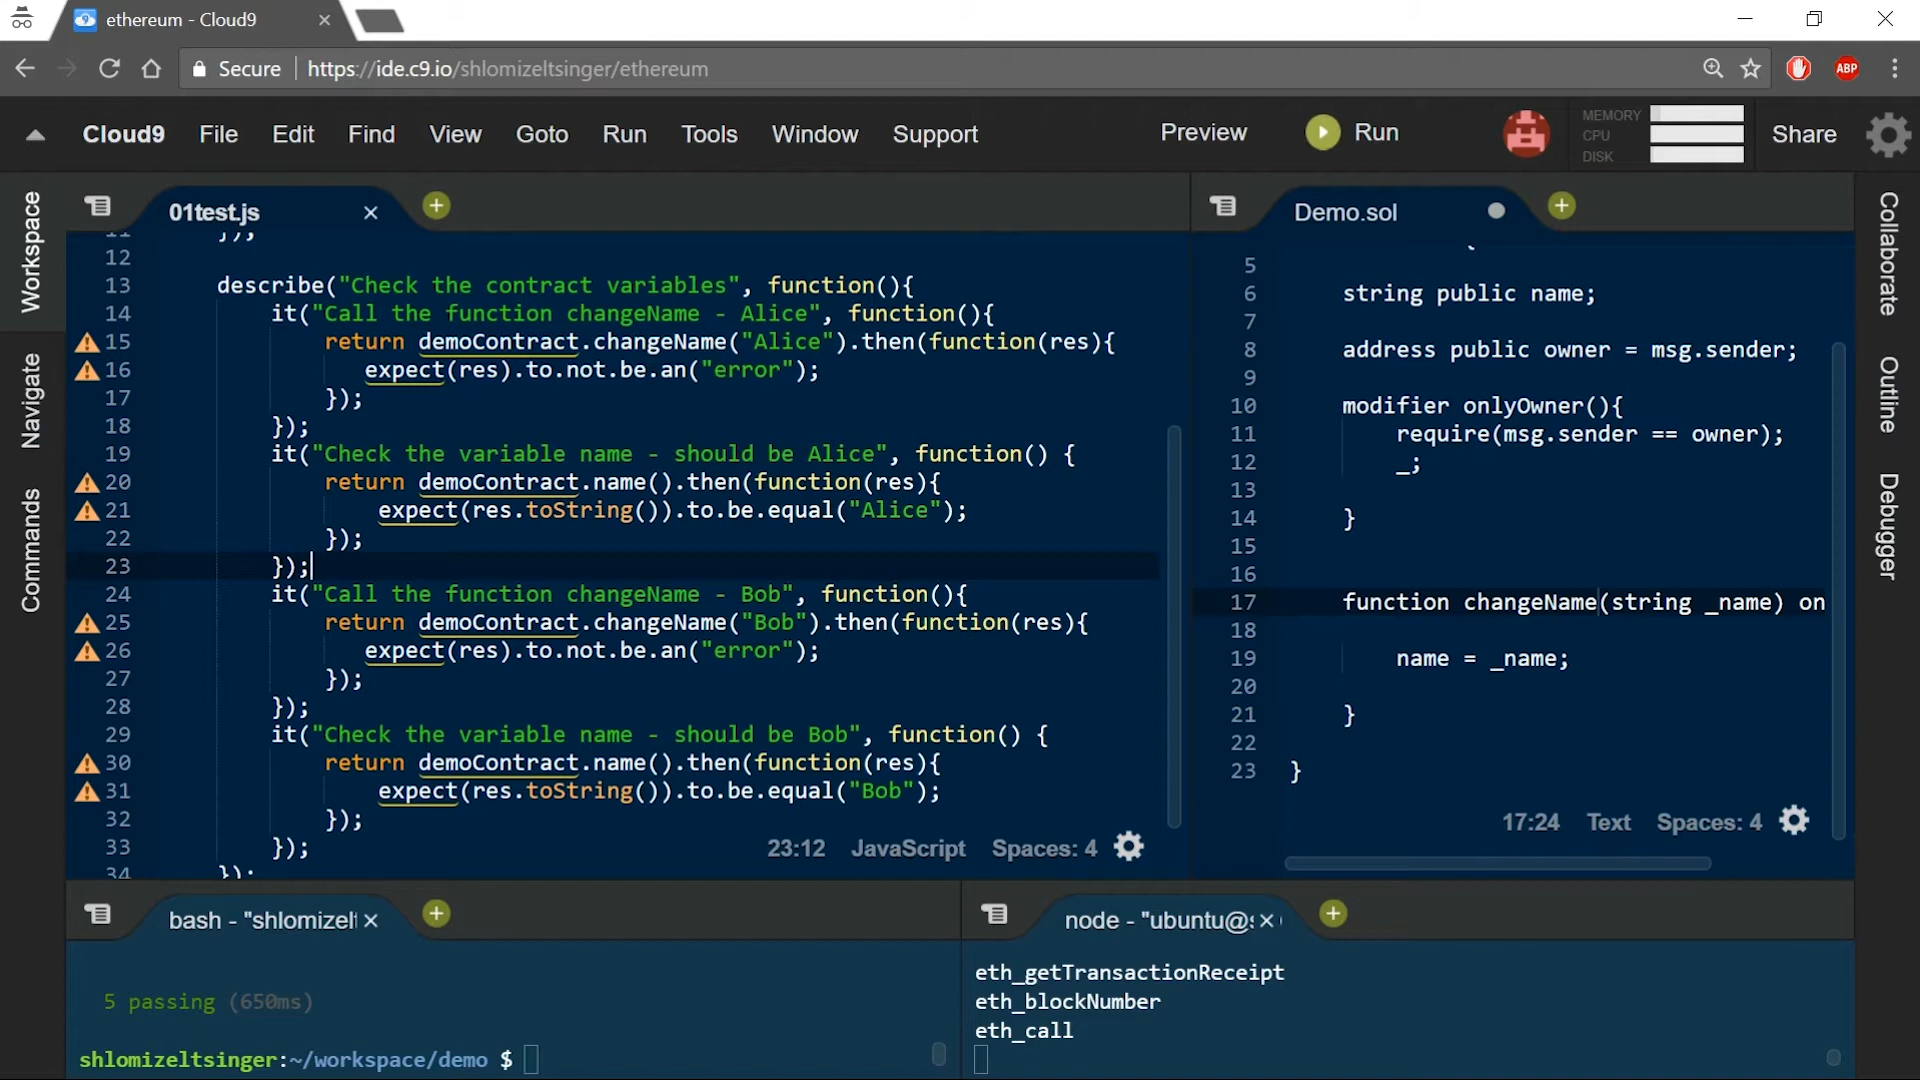 ethereum - Cloud9
Secure
https://ide.c9.io/shlomizeltsinger/ethereum
ABP
Cloud9 File Edit Find View Goto Run Tools Window Support
Preview Run
MEMORY
CPU
DISK
Share
Workspace
Navigate
Commands
01test.js
12
13 describe("Check the contract variables", function(){
14 it("Call the function changeName - Alice", function(){
15 return demoContract.changeName("Alice").then(function(res){
16 expect(res).to.not.be.an("error");
17 });
18 });
19 it("Check the variable name - should be Alice", function() {
20 return demoContract.name().then(function(res){
21 expect(res.toString()).to.be.equal("Alice");
22 });
23 });
24 it("Call the function changeName - Bob", function(){
25 return demoContract.changeName("Bob").then(function(res){
26 expect(res).to.not.be.an("error");
27 });
28 });
29 it("Check the variable name - should be Bob", function() {
30 return demoContract.name().then(function(res){
31 expect(res.toString()).to.be.equal("Bob");
32 });
33 });
34 });
23:12 JavaScript Spaces: 4
Demo.sol
5
6 string public name;
7
8 address public owner = msg.sender;
9
10 modifier onlyOwner(){
11 require(msg.sender == owner);
12 _;
13
14 }
15
16
17 function changeName(string _name) on
18
19 name = _name;
20
21 }
22
23 }
17:24 Text Spaces: 4
Collaborate
Outline
Debugger
bash - "shlomizelt
5 passing (650ms)
shlomizeltsinger:~/workspace/demo $
node - "ubuntu@
eth_getTransactionReceipt
eth_blockNumber
eth_call